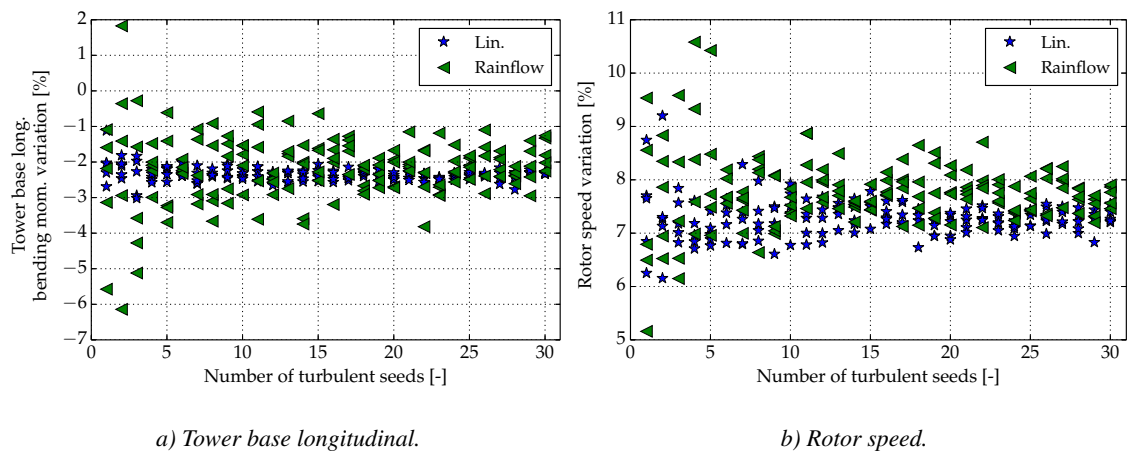 2
1
0
−1
−2
−3
−4
−5
−6
−7
0
5
10
15
20
25
30
Tower base long.
bending mom. variation [%]
Number of turbulent seeds [-]
Lin.
Rainflow
a) Tower base longitudinal.
11
10
9
8
7
6
5
0
5
10
15
20
25
30
Rotor speed variation [%]
Number of turbulent seeds [-]
Lin.
Rainflow
b) Rotor speed.